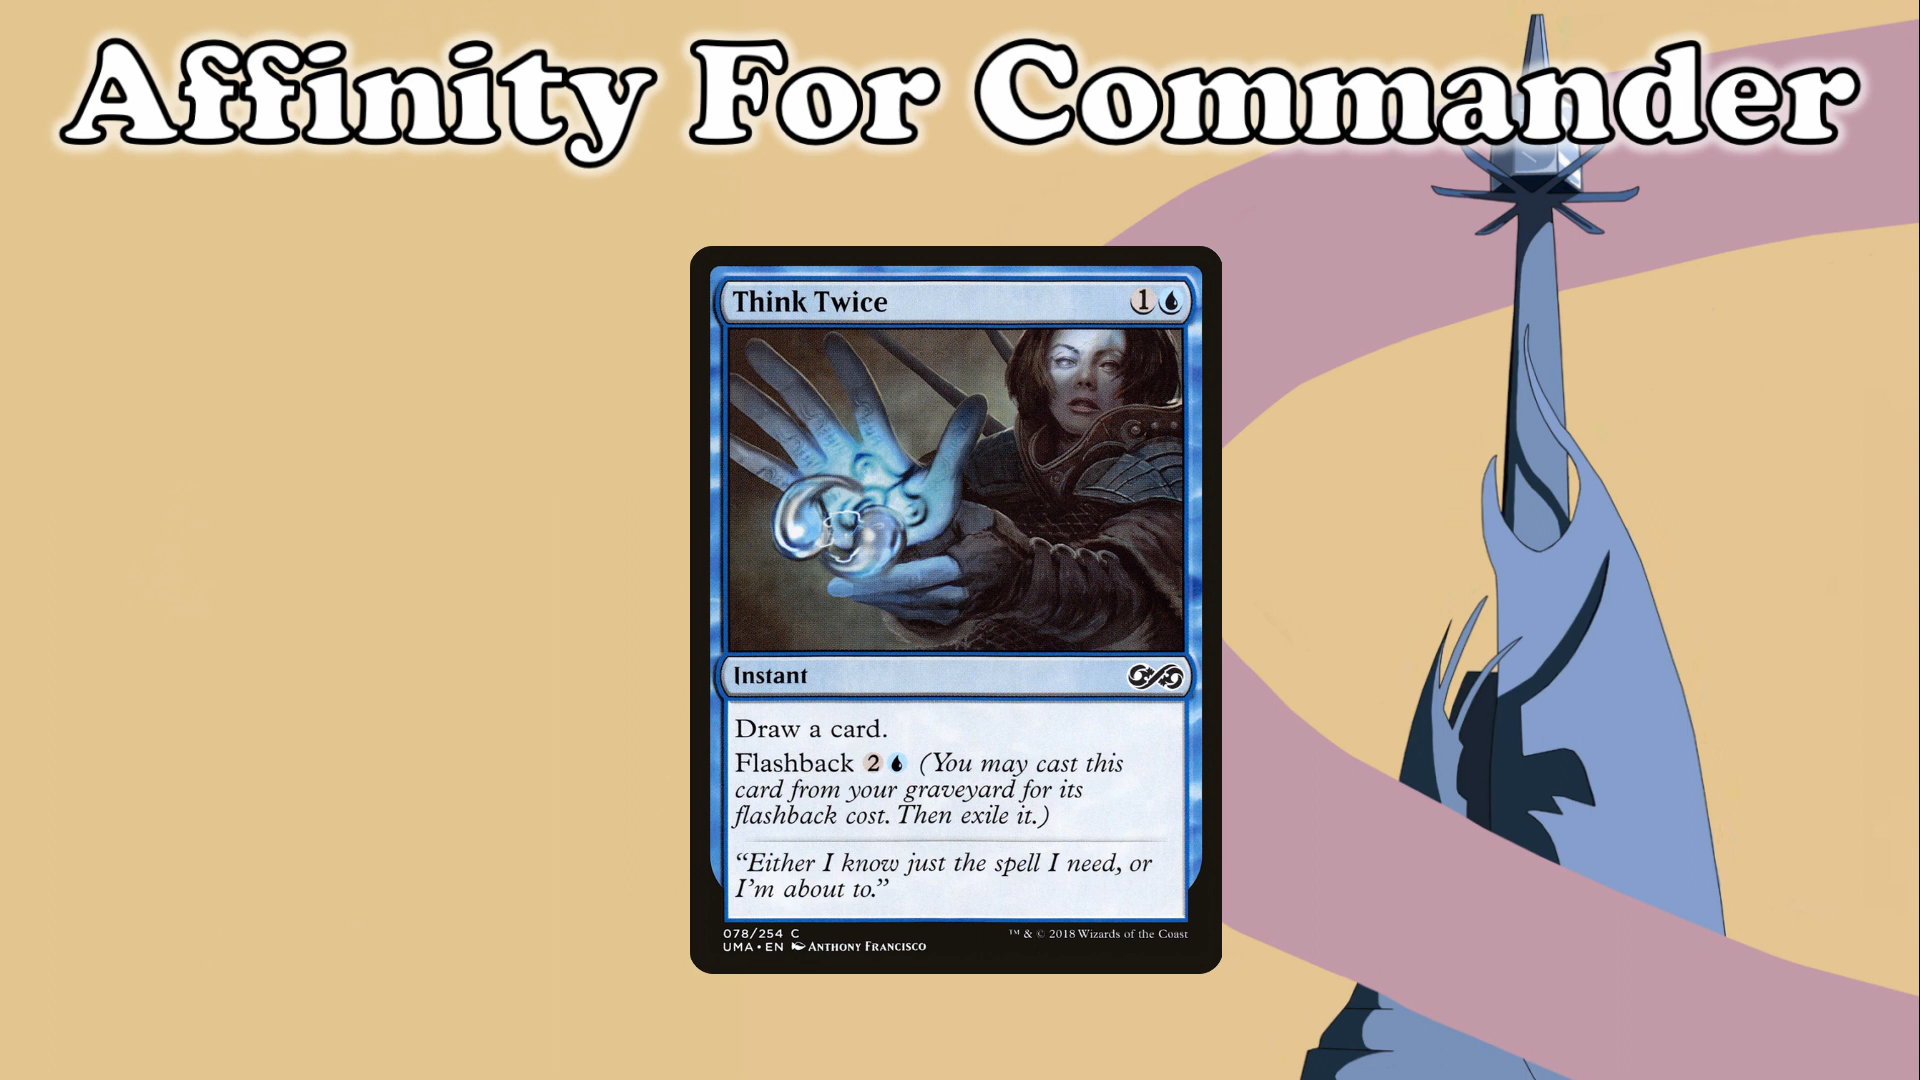 Affinity For Commander
Think Twice 1
Instant
Draw a card.
Flashback 2 (You may cast this
card from your graveyard for its
flashback cost. Then exile it.)
“Either I know just the spell I need, or
I’m about to.”
078/254 C
UMA • EN Anthony Francisco
™ & © 2018 Wizards of the Coast